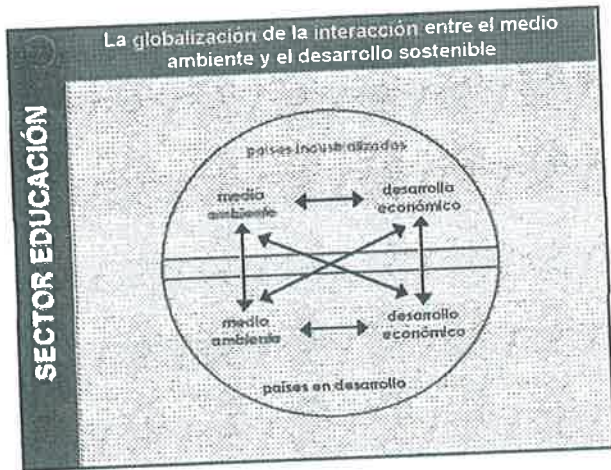 La globalización de la interacción entre el medio
ambiente y el desarrollo sostenible
SECTOR EDUCACIÓN
países industrializados
medio
ambiente
desarrollo
económico
medio
ambiente
desarrollo
económico
países en desarrollo